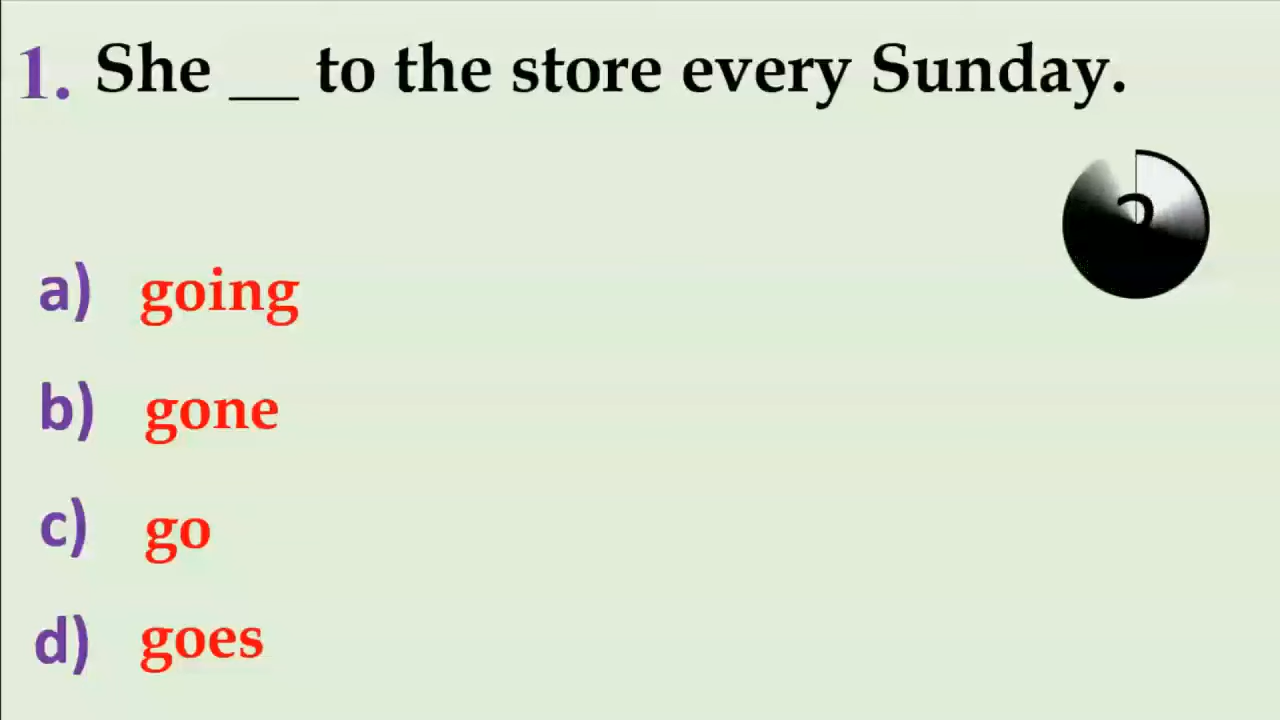 1. She __ to the store every Sunday.
a) going
b) gone
c) go
d) goes